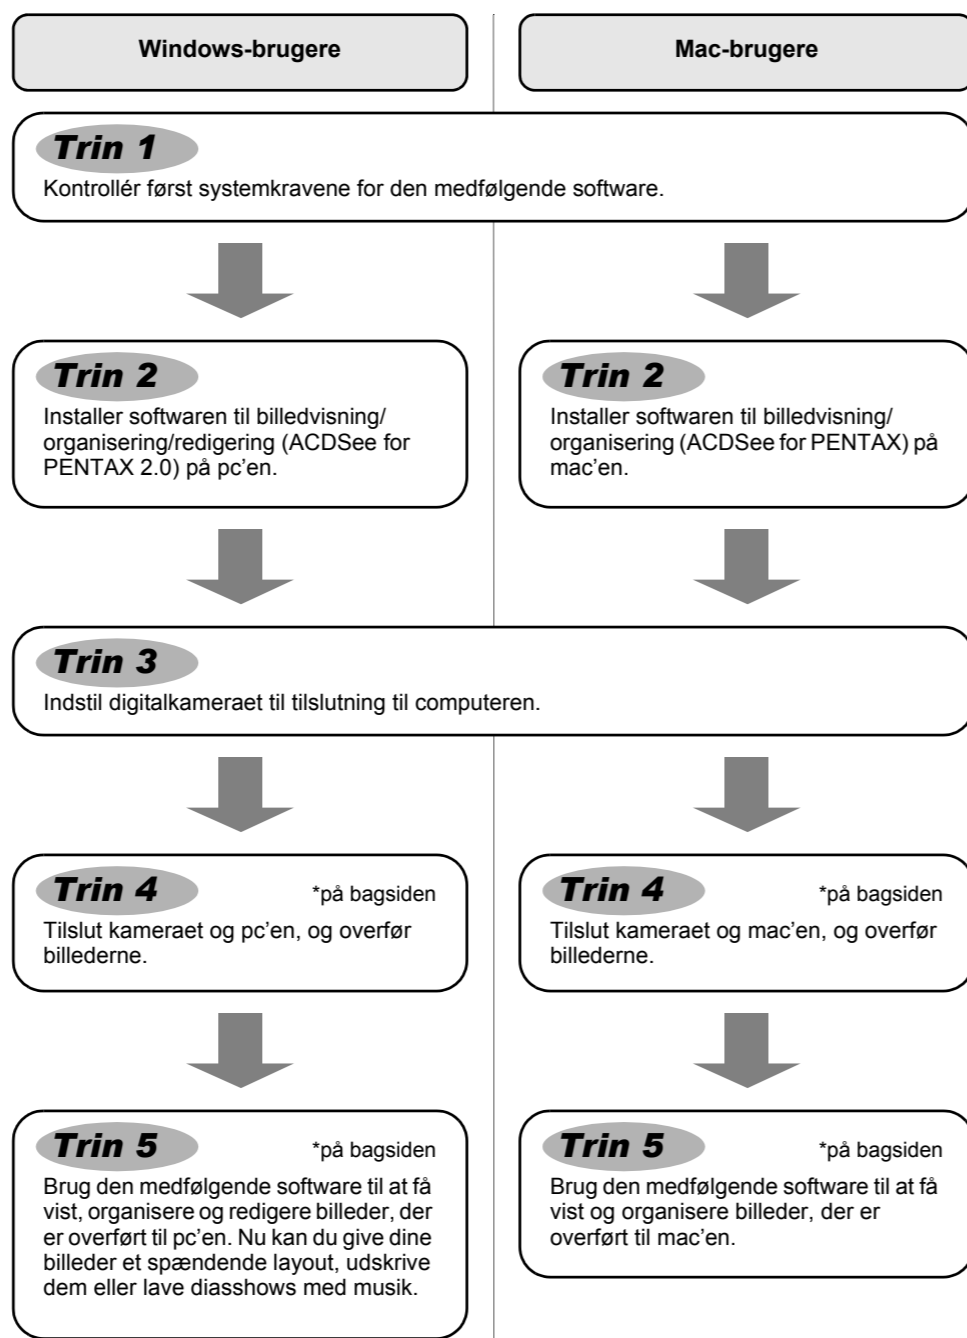 Windows-brugere
Mac-brugere
Trin 1
Kontrollér først systemkravene for den medfølgende software.
Trin 2
Installer softwaren til billedvisning/
organisering/redigering (ACDSee for
PENTAX 2.0) på pc’en.
Trin 2
Installer softwaren til billedvisning/
organisering (ACDSee for PENTAX) på
mac’en.
Trin 3
Indstil digitalkameraet til tilslutning til computeren.
Trin 4
*på bagsiden
Tilslut kameraet og pc’en, og overfør
billederne.
Trin 4
*på bagsiden
Tilslut kameraet og mac’en, og overfør
billederne.
Trin 5
*på bagsiden
Brug den medfølgende software til at få
vist, organisere og redigere billeder, der
er overført til pc’en. Nu kan du give dine
billeder et spændende layout, udskrive
dem eller lave diasshows med musik.
Trin 5
*på bagsiden
Brug den medfølgende software til at få
vist og organisere billeder, der er
overført til mac’en.